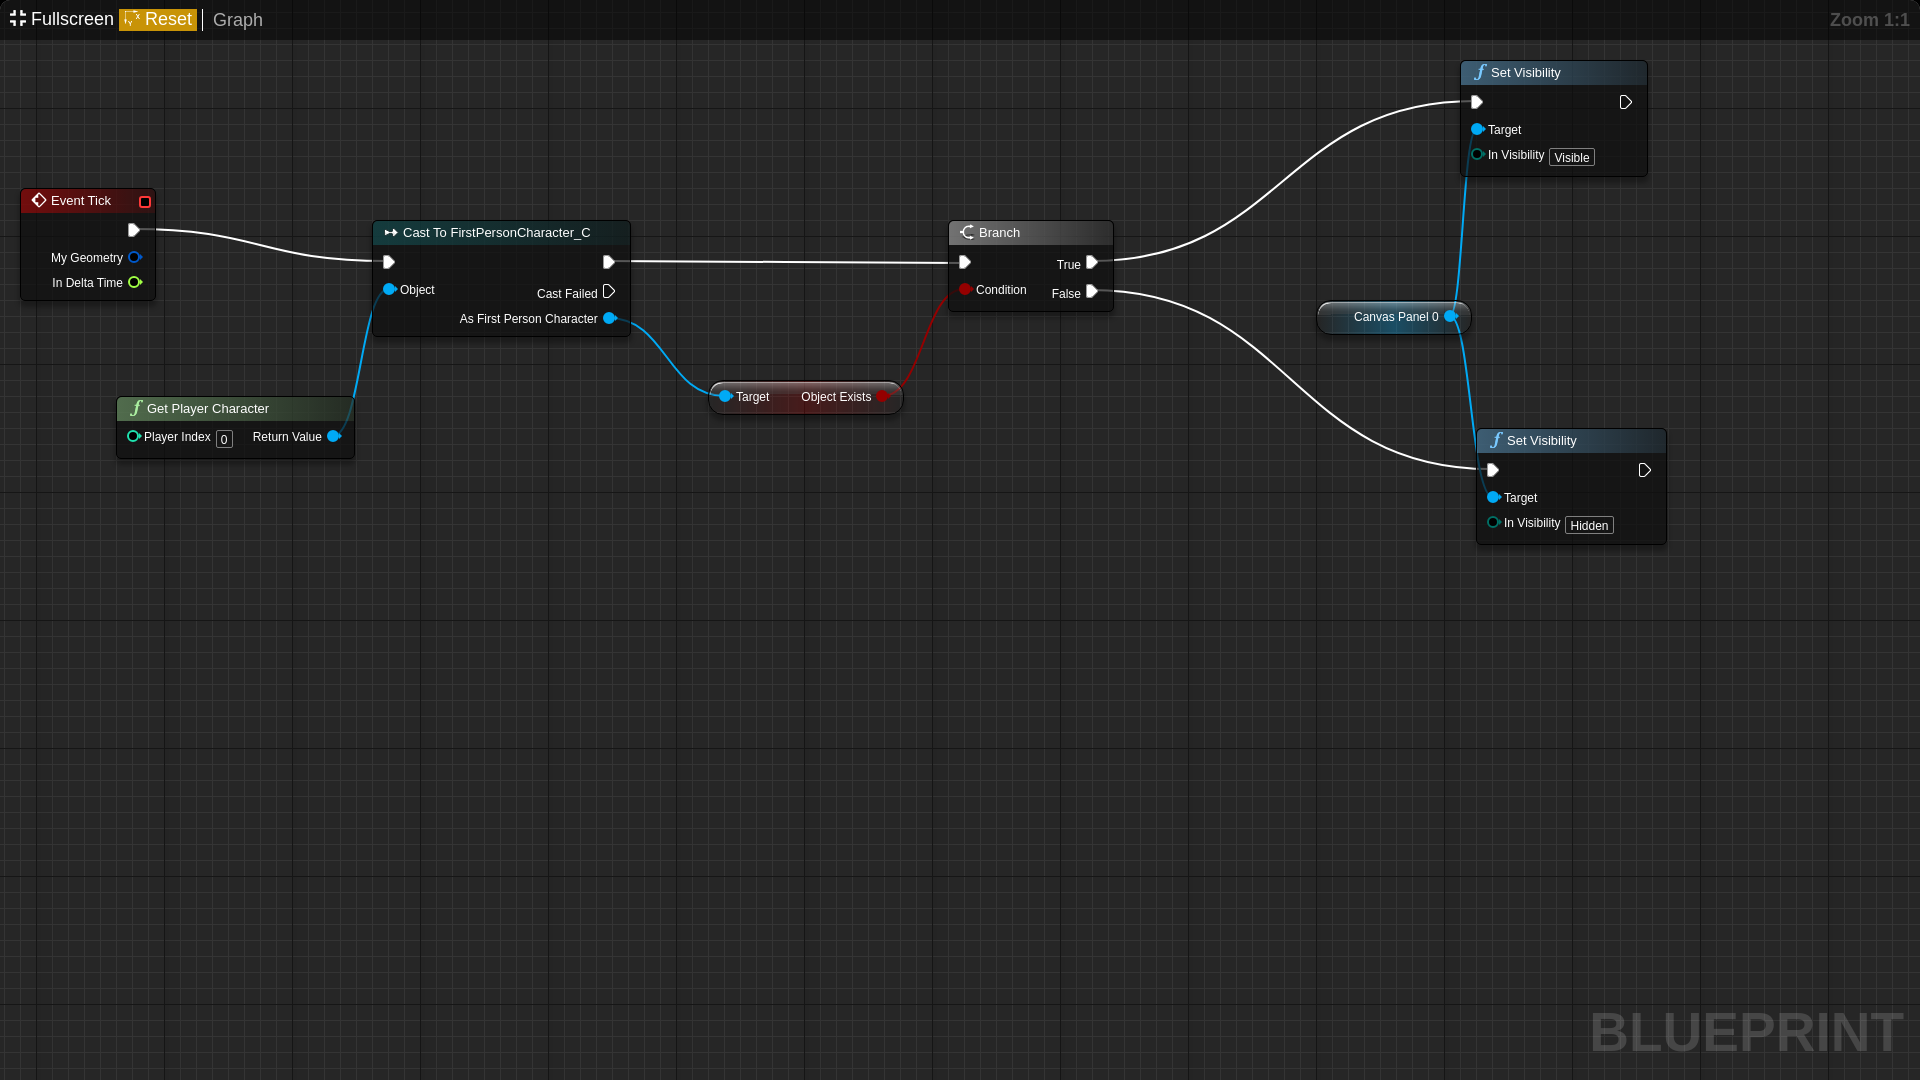 Fullscreen Reset Graph
Zoom 1:1
Event Tick
My Geometry
In Delta Time
Get Player Character
Player Index 0 Return Value
Cast To FirstPersonCharacter_C
Object
Cast Failed
As First Person Character
Target Object Exists
Branch
True
Condition
False
Canvas Panel 0
Set Visibility
Target
In Visibility Visible
Set Visibility
Target
In Visibility Hidden
BLUEPRINT